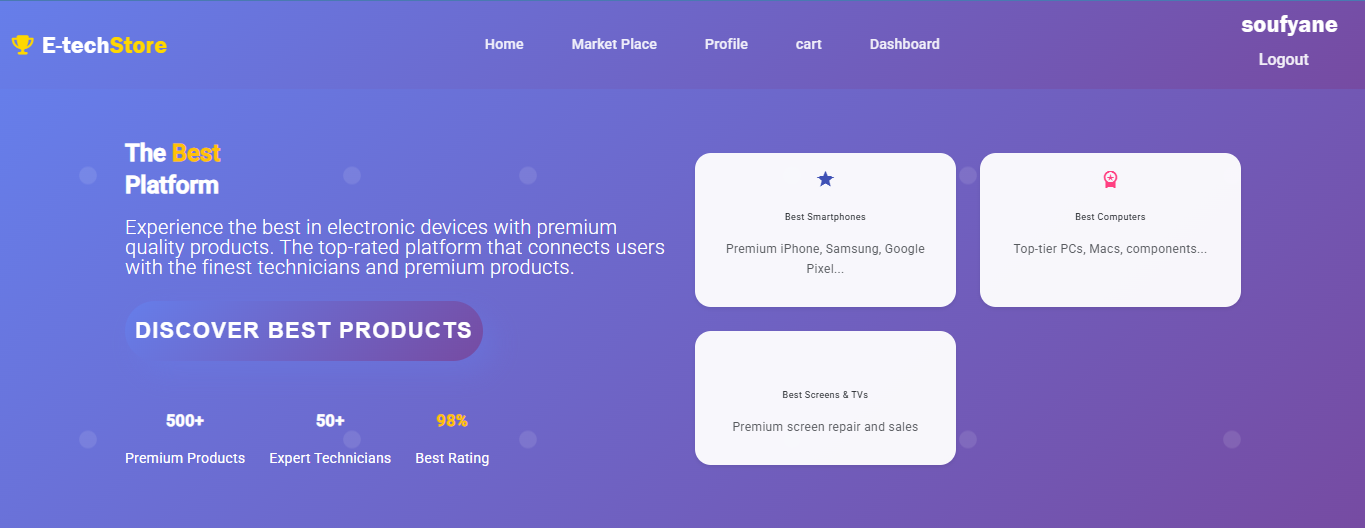 E-techStore
Home
Market Place
Profile
cart
Dashboard
soufyane
Logout
The Best
Platform
Experience the best in electronic devices with premium
quality products. The top-rated platform that connects users
with the finest technicians and premium products.
DISCOVER BEST PRODUCTS
500+
Premium Products
50+
Expert Technicians
98%
Best Rating
Best Smartphones
Premium iPhone, Samsung, Google
Pixel...
Best Computers
Top-tier PCs, Macs, components...
Best Screens & TVs
Premium screen repair and sales